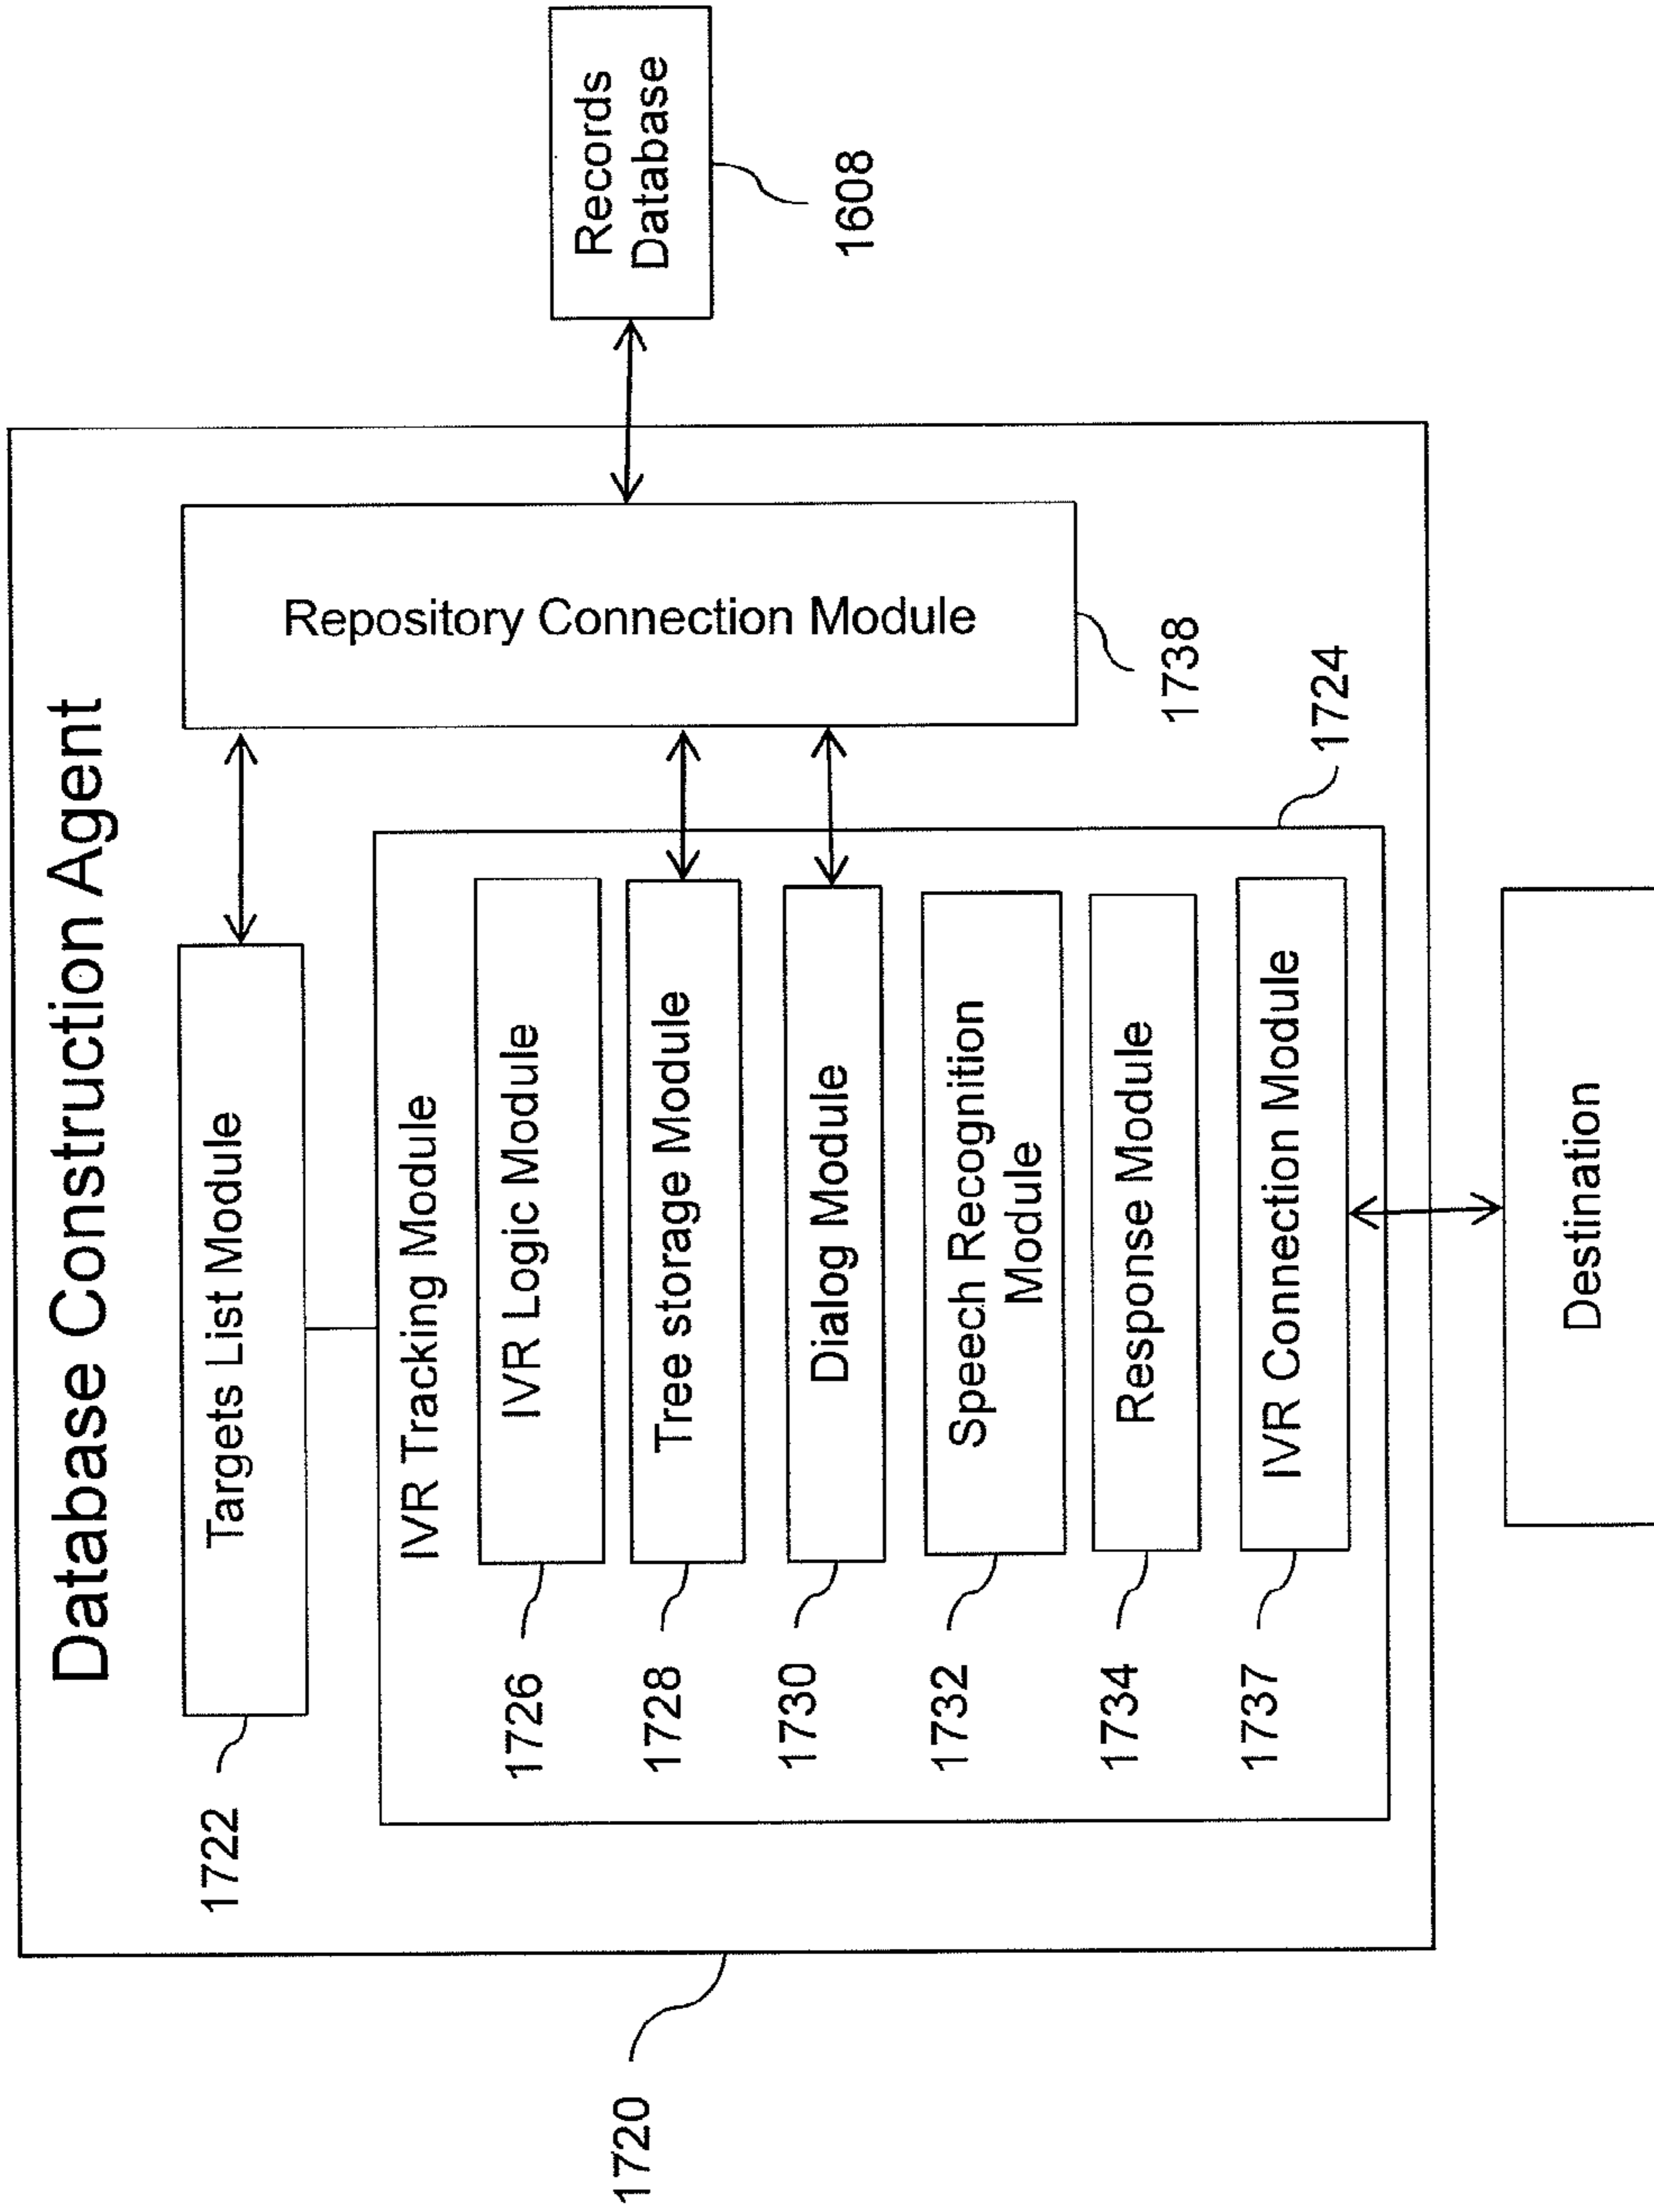 Database Construction Agent
1722
Targets List Module
IVR Tracking Module
1726
IVR Logic Module
1728
Tree storage Module
1730
Dialog Module
1732
Speech Recognition
Module
1734
Response Module
1737
IVR Connection Module
1720
Repository Connection Module
1738
1724
Records
Database
1608
Destination